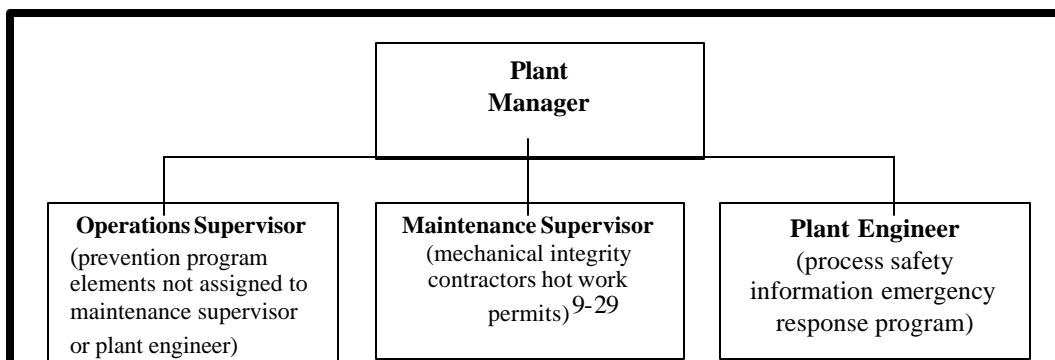 Plant
Manager
Operations Supervisor
(prevention program
elements not assigned to
maintenance supervisor
or plant engineer)
Maintenance Supervisor
(mechanical integrity
contractors hot work
permits)9-29
Plant Engineer
(process safety
information emergency
response program)